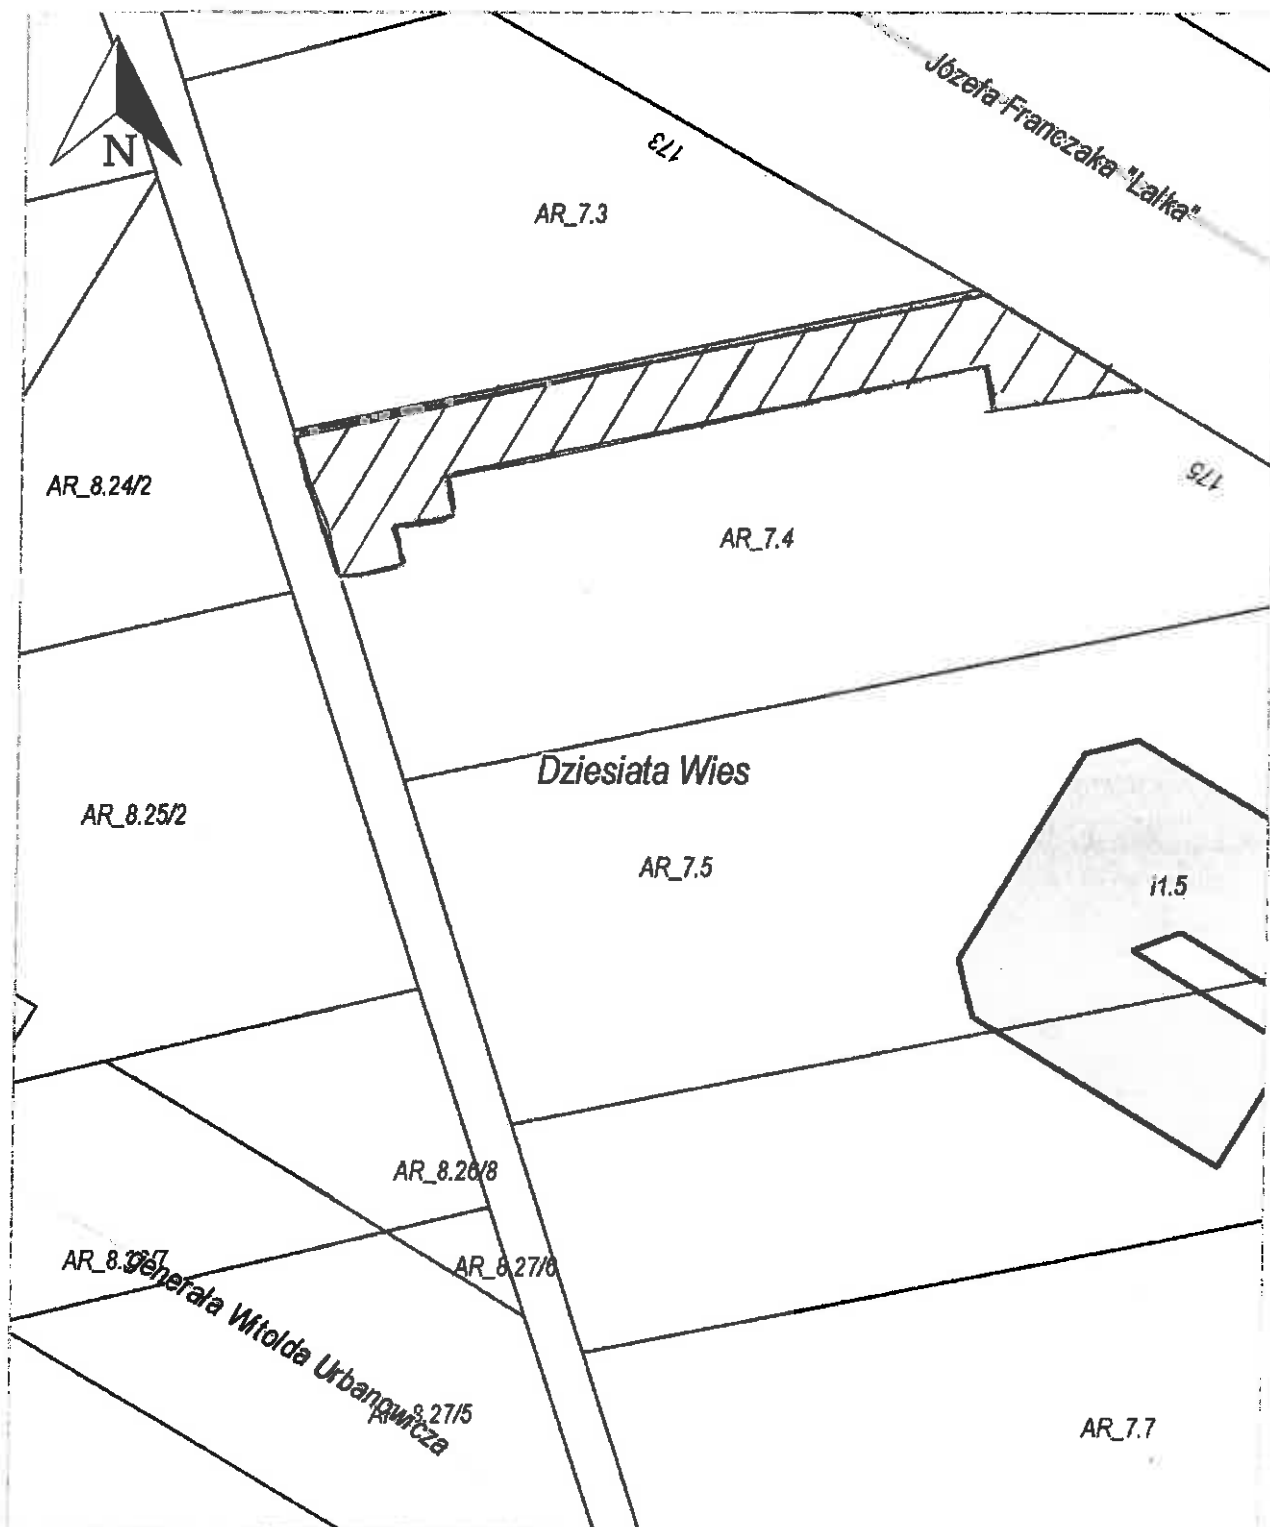 Józefa Franczaka "Lalka"
N
173
AR_7.3
AR_8.24/2
175
AR_7.4
Dziesiata Wies
AR_8.25/2
AR_7.5
i1.5
AR_8.26/8
AR_8.27/6
generała Witolda Urbanowicza
8.27/5
AR_7.7